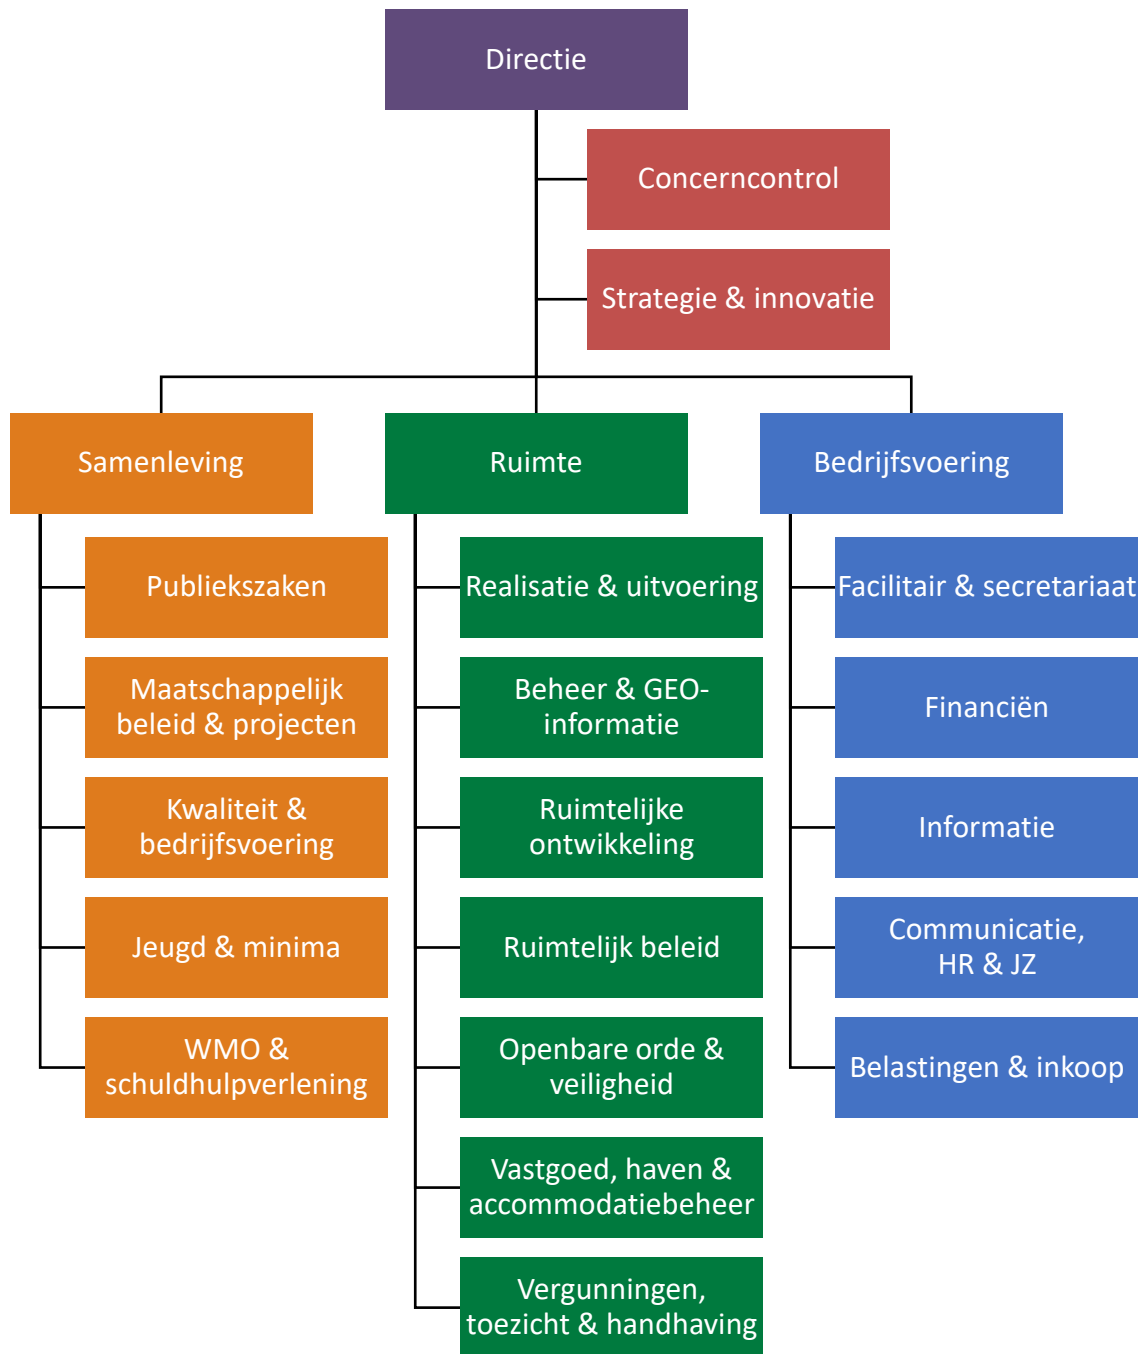 Directie
Concerncontrol
Strategie & innovatie
Samenleving
Publiekszaken
Maatschappelijk
beleid & projecten
Kwaliteit &
bedrijfsvoering
Jeugd & minima
WMO &
schuldhulpverlening
Ruimte
Realisatie & uitvoering
Beheer & GEO-
informatie
Ruimtelijke
ontwikkeling
Ruimtelijk beleid
Openbare orde &
veiligheid
Vastgoed, haven &
accommodatiebeheer
Vergunningen,
toezicht & handhaving
Bedrijfsvoering
Facilitair & secretariaat
Financiën
Informatie
Communicatie,
HR & JZ
Belastingen & inkoop